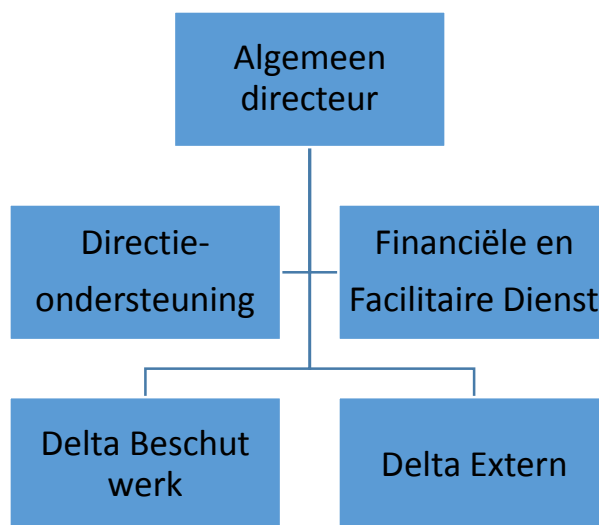 Algemeen
directeur
Directie-
ondersteuning
Financiële en
Facilitaire Dienst
Delta Beschut
werk
Delta Extern